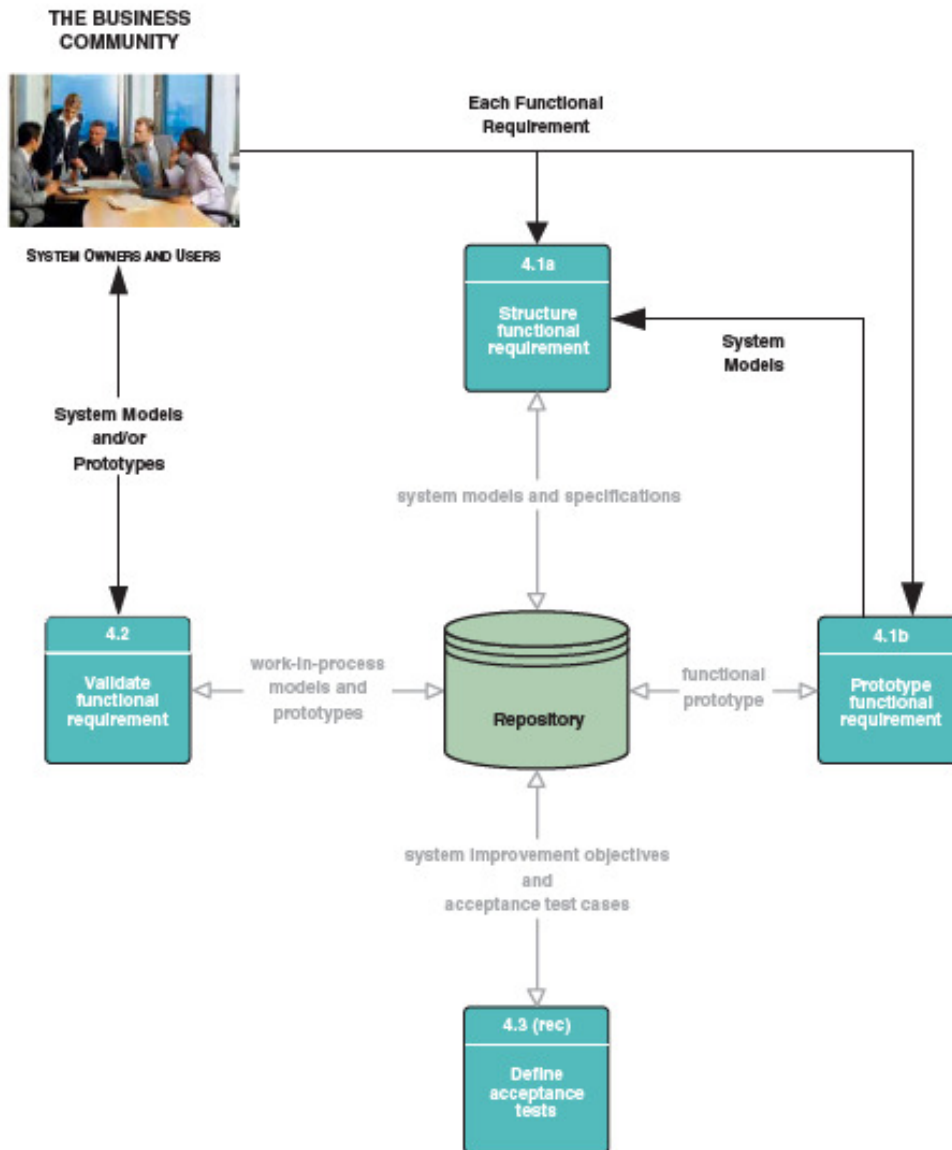 THE BUSINESS
COMMUNITY
Each Functional
Requirement
SYSTEM OWNERS AND USERS
4.1a
Structure
functional
requirement
System
Models
System Models
and/or
Prototypes
system models and specifications
4.2
Validate
functional
requirement
work-in-process
models and
prototypes
Repository
functional
prototype
4.1b
Prototype
functional
requirement
system improvement objectives
and
acceptance test cases
4.3 (rec)
Define
acceptance
tests